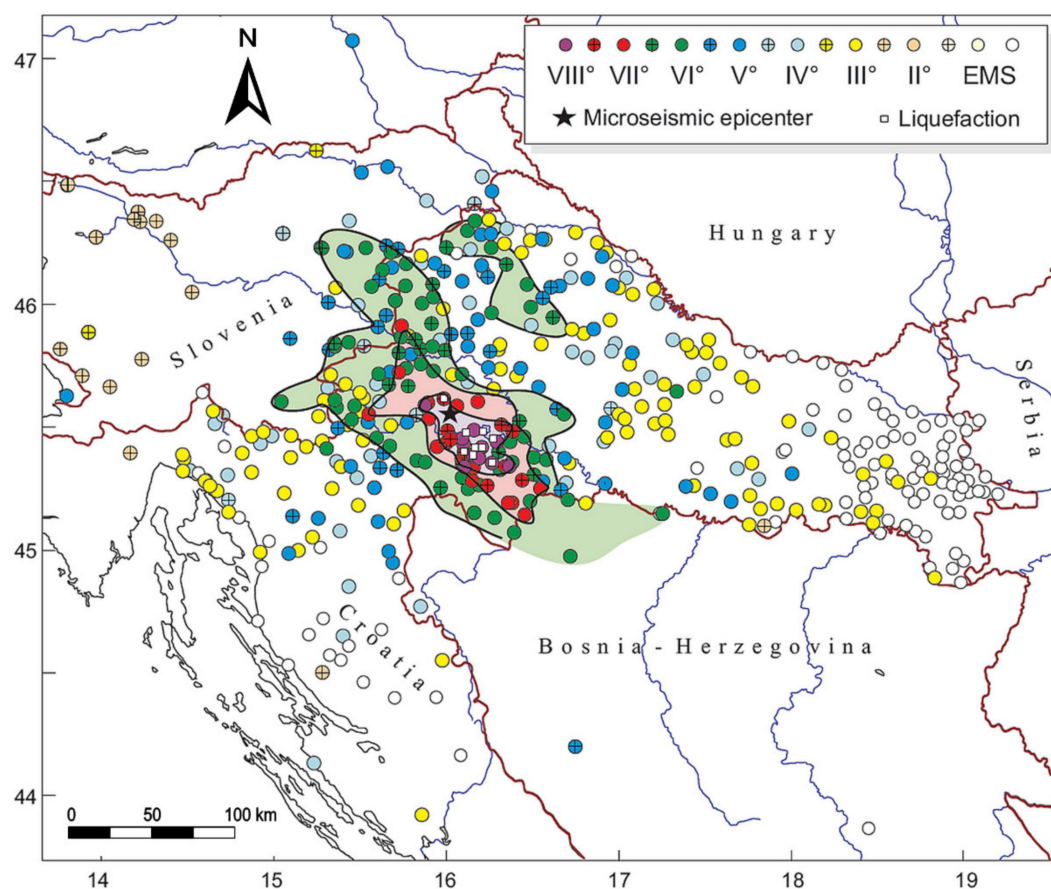 47
46
45
44
N
VIII° VII° VI° V° IV° III° II° EMS
Microseismic epicenter Liquefaction
Hungary
Slovenia
Serbia
Croatia
Bosnia-Herzegovina
0 50 100 km
14 15 16 17 18 19